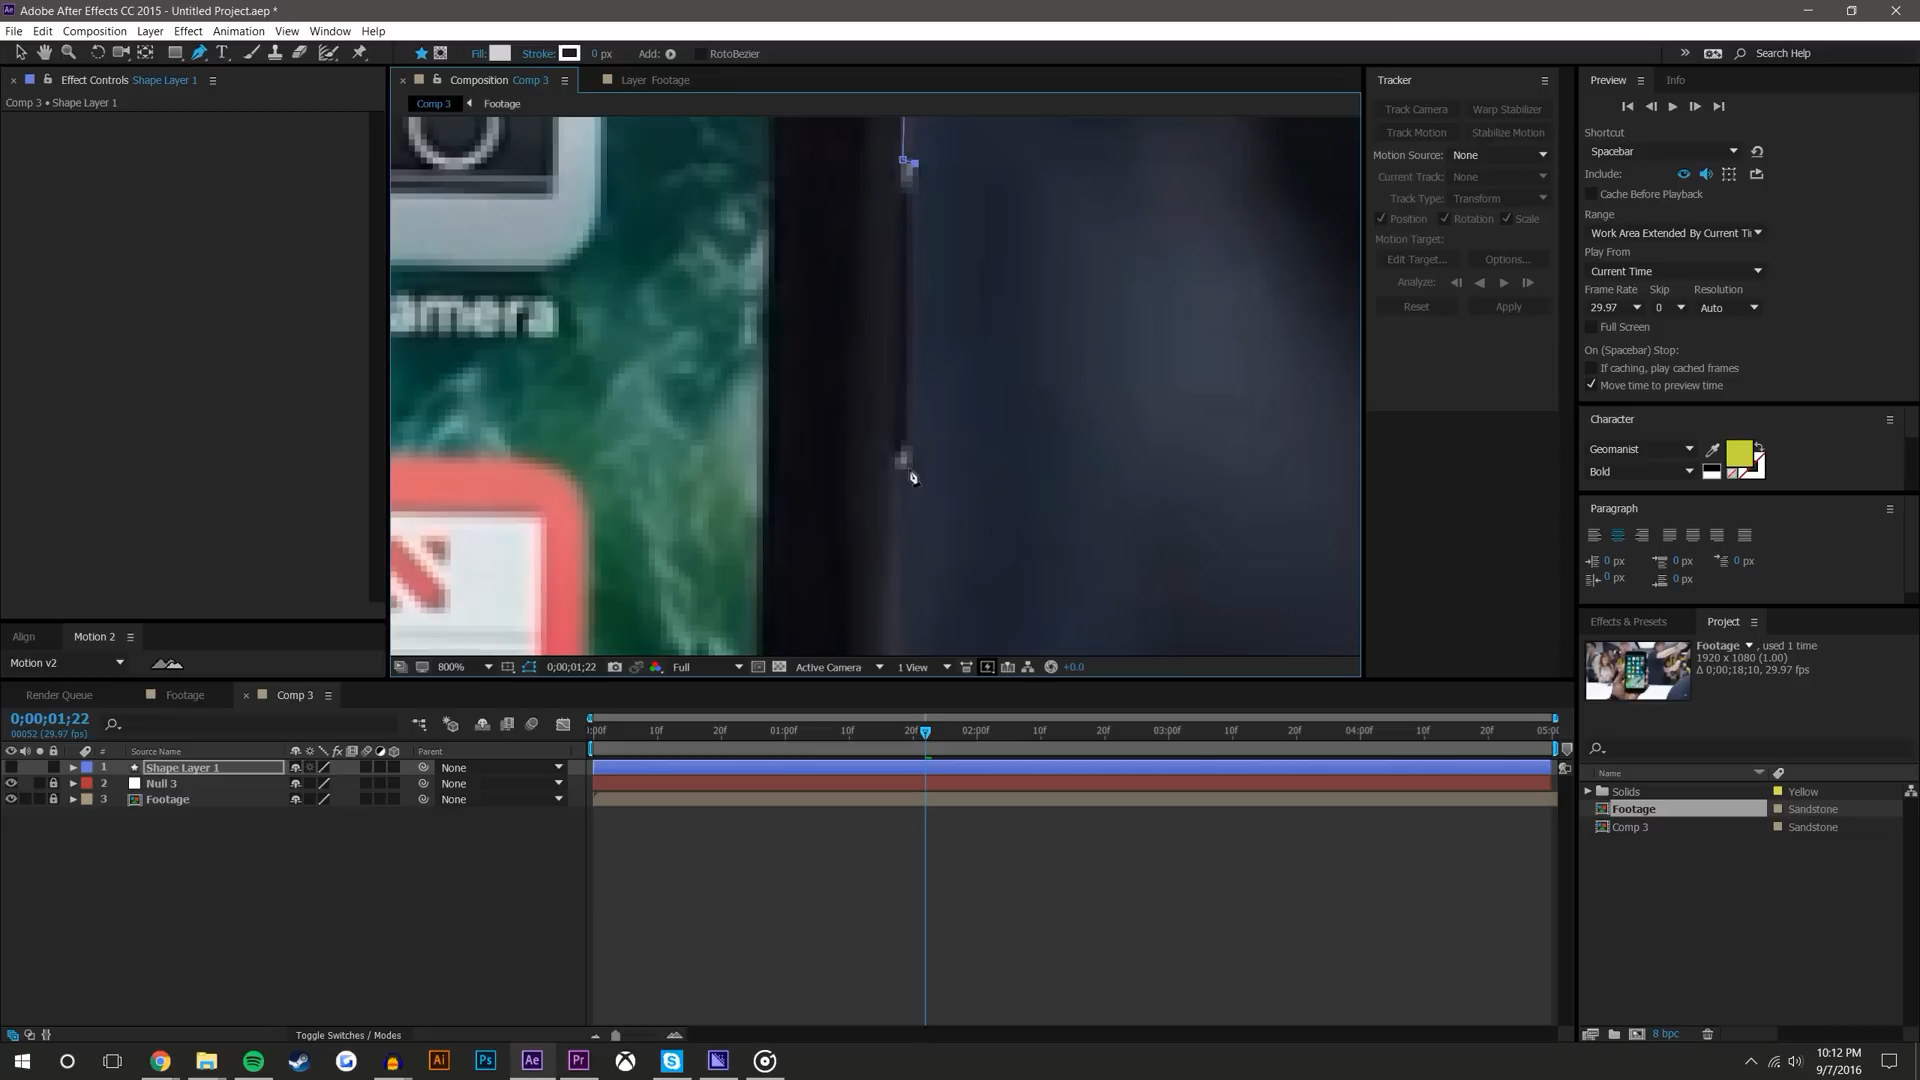 Adobe After Effects CC 2015 - Untitled Project.aep *
File Edit Composition Layer Effect Animation View Window Help
Fill: Stroke: 0 px Add: RotoBezier Search Help
Effect Controls Shape Layer 1
Comp 3 • Shape Layer 1
Composition Comp 3
Layer Footage
Comp 3 Footage
amera
Tracker
Track Camera Warp Stabilizer
Track Motion Stabilize Motion
Motion Source: None
Current Track: None
Track Type: Transform
Position Rotation Scale
Motion Target:
Edit Target... Options...
Analyze:
Reset Apply
Preview Info
Shortcut
Spacebar
Include:
Cache Before Playback
Range
Work Area Extended By Current Ti
Play From
Current Time
Frame Rate Skip Resolution
29.97 0 Auto
Full Screen
On (Spacebar) Stop:
If caching, play cached frames
Move time to preview time
Character
Geomanist
Bold
Paragraph
0 px 0 px 0 px
0 px 0 px
Effects & Presets Project
Footage , used 1 time
1920 x 1080 (1.00)
Δ 0;00;18;10, 29.97 fps
Name
Solids Yellow
Footage Sandstone
Comp 3 Sandstone
8 bpc
Align Motion 2
Motion v2
800% 0;00;01;22 Full Active Camera 1 View +0.0
Render Queue Footage Comp 3
0;00;01;22
00052 (29.97 fps)
:00f 10f 20f 01:00f 10f 20f 02:00f 10f 20f 03:00f 10f 20f 04:00f 10f 20f 05:00
# Source Name Parent
1 Shape Layer 1 None
2 Null 3 None
3 Footage None
Toggle Switches / Modes
Ai Ps Ae Pr
10:12 PM
9/7/2016